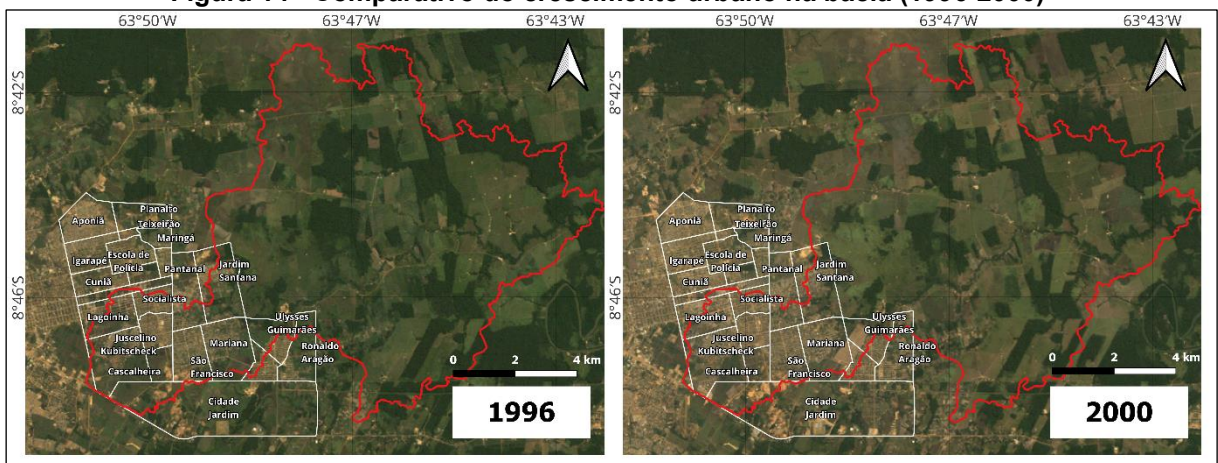 Figura 14 - Comparativo do crescimento urbano na bacia (1996-2000)
63°50'W 63°47'W 63°43'W
8°42'S
8°46'S
Aponiã
Planalto
Teixeirão
Maringá
Igarapé
Escola de
Polícia
Cuniã
Pantanal
Jardim
Santana
Socialista
Lagoinha
Juscelino
Kubitscheck
Cascalheira
Mariana
São
Francisco
Ulysses
Guimarães
Ronaldo
Aragão
Cidade
Jardim
0 2 4 km
1996
63°50'W 63°47'W 63°43'W
8°42'S
8°46'S
Aponiã
Planalto
Teixeirão
Maringá
Igarapé
Escola de
Polícia
Cuniã
Pantanal
Jardim
Santana
Socialista
Lagoinha
Juscelino
Kubitscheck
Cascalheira
Mariana
São
Francisco
Ulysses
Guimarães
Ronaldo
Aragão
Cidade
Jardim
0 2 4 km
2000